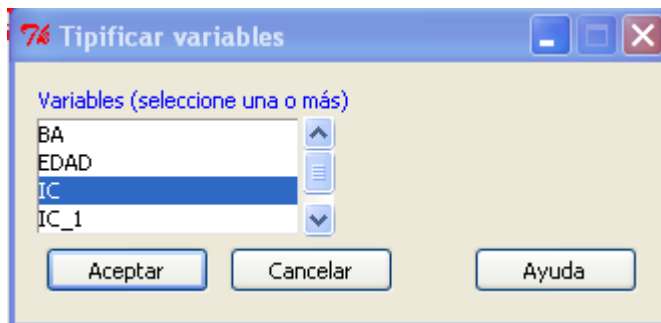 Tipificar variables
Variables (seleccione una o más)
BA
EDAD
IC
IC_1
Aceptar
Cancelar
Ayuda